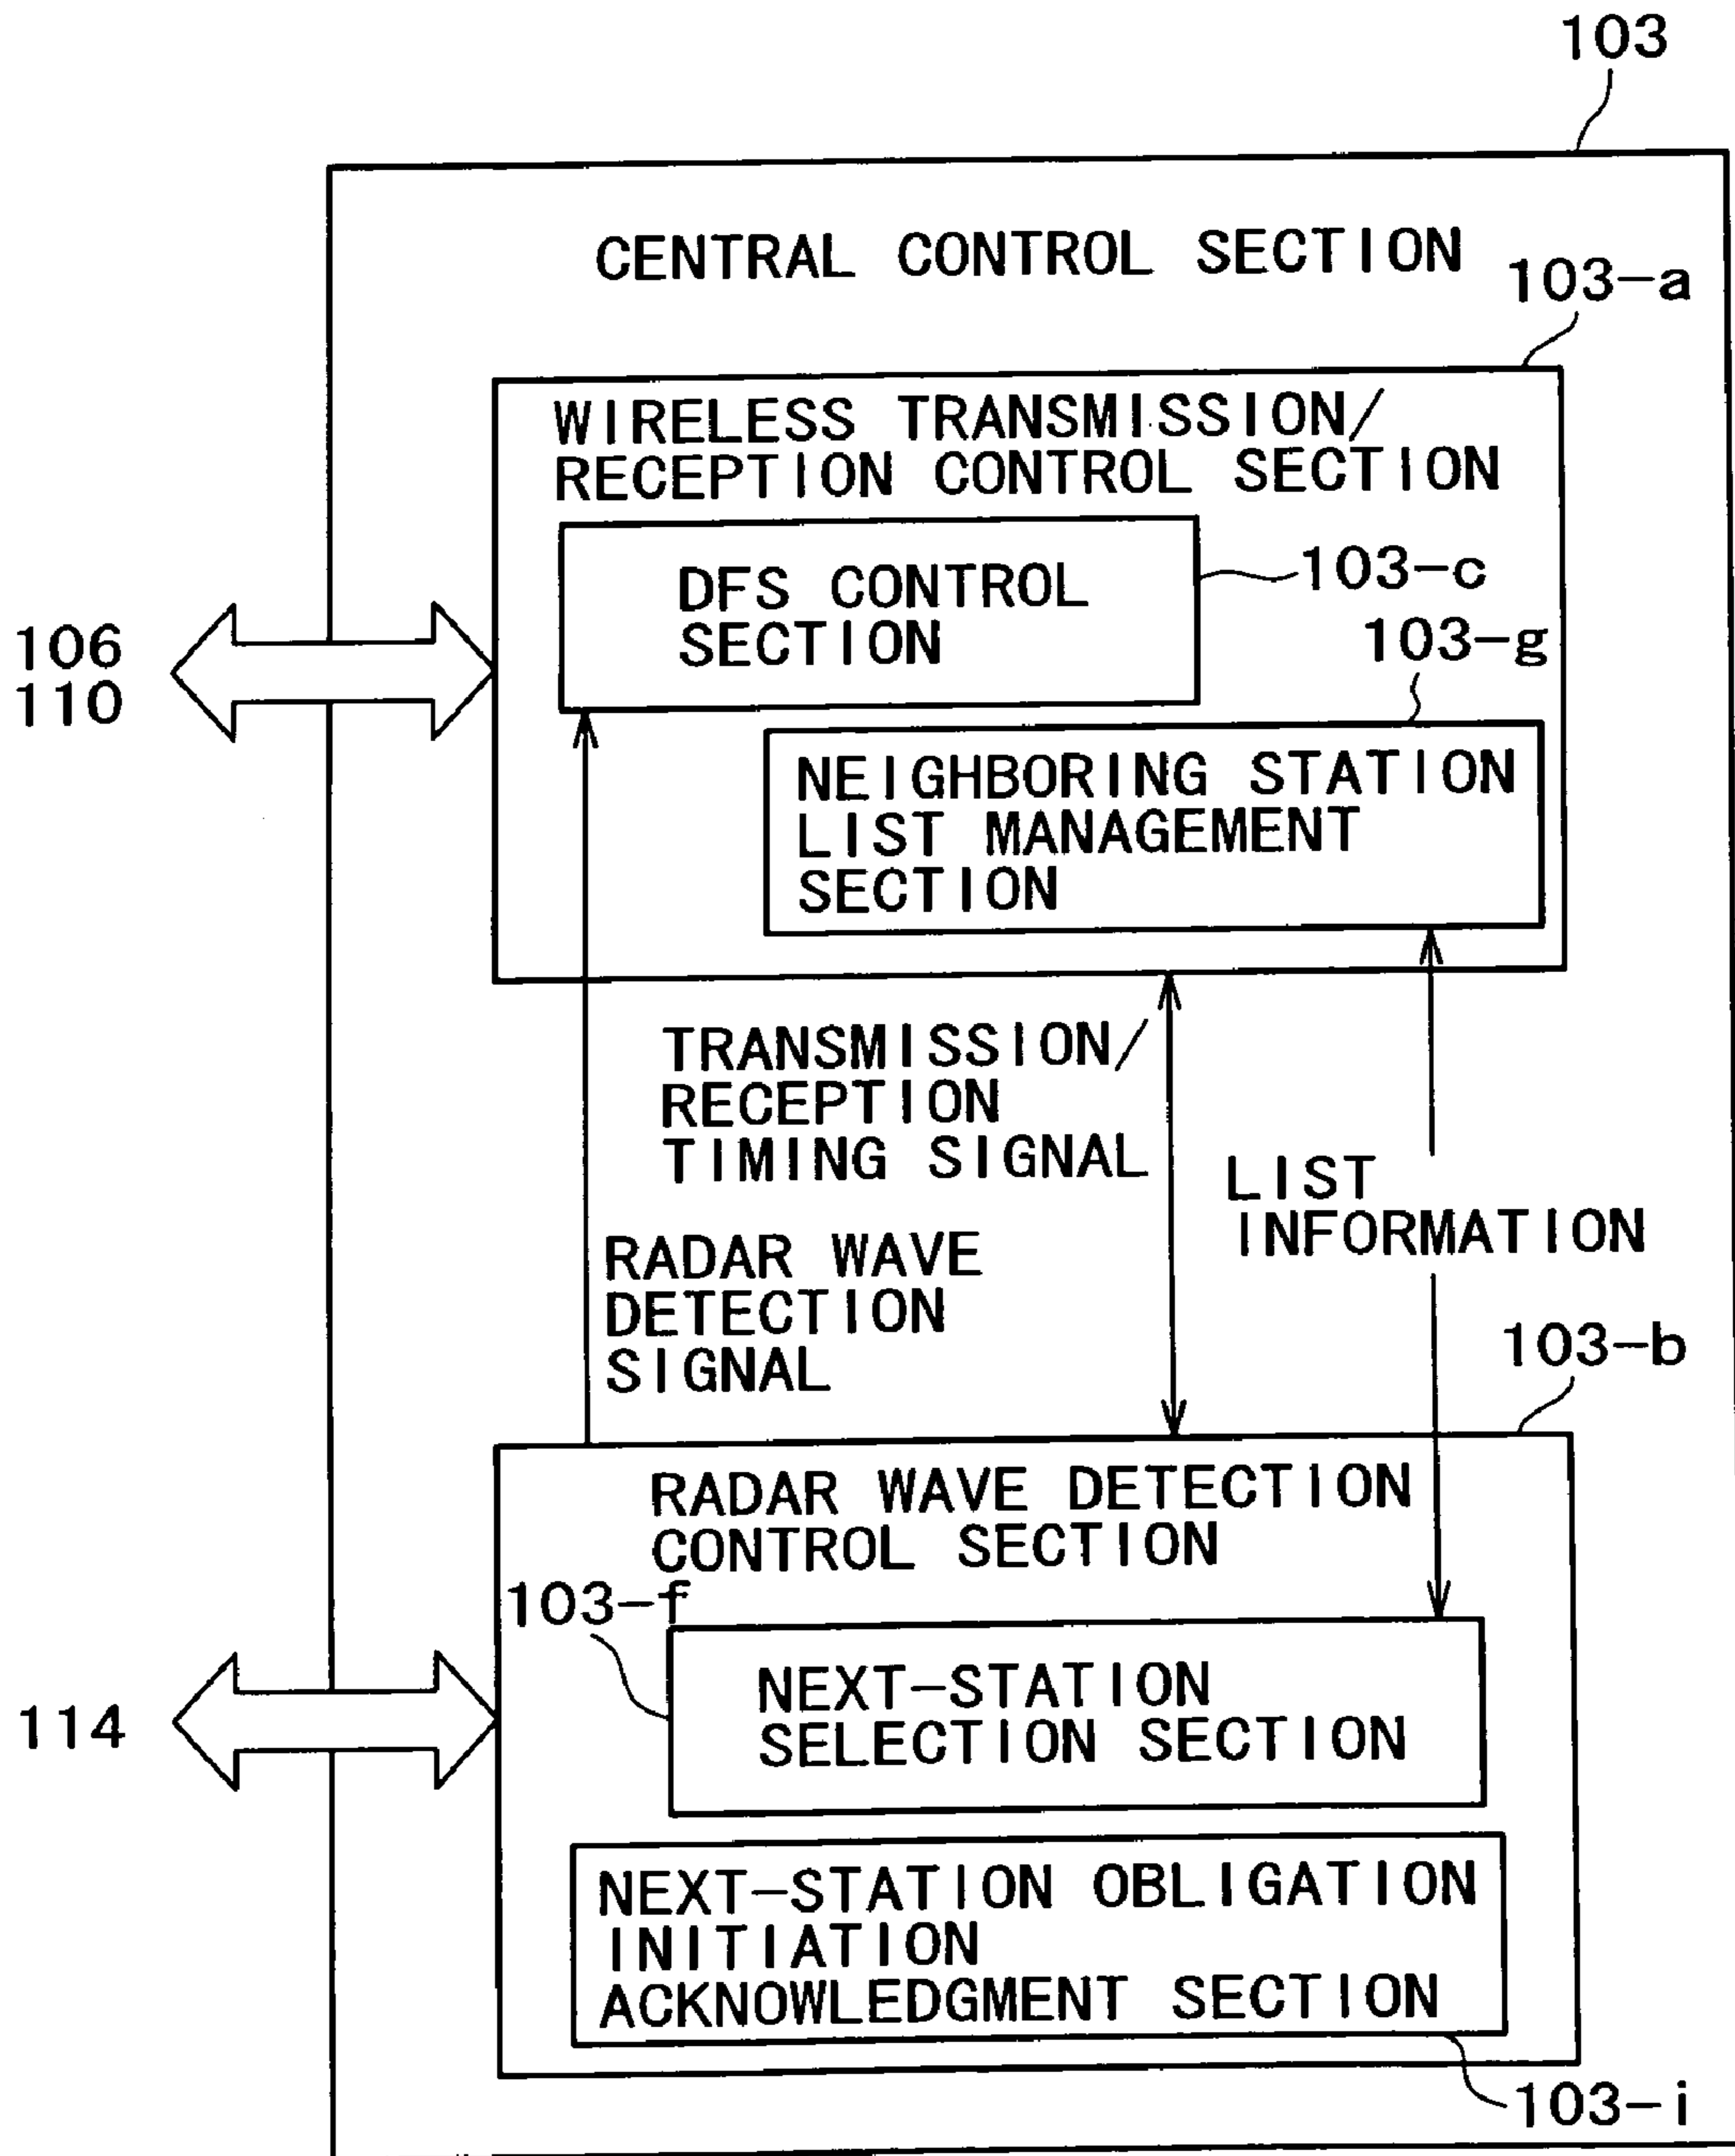 103
CENTRAL CONTROL SECTION
103-a
WIRELESS TRANSMISSION/
RECEPTION CONTROL SECTION
DFS CONTROL
SECTION
103-c
103-g
106
110
NEIGHBORING STATION
LIST MANAGEMENT
SECTION
TRANSMISSION/
RECEPTION
TIMING SIGNAL
LIST
INFORMATION
RADAR WAVE
DETECTION
SIGNAL
103-b
RADAR WAVE DETECTION
CONTROL SECTION
103-f
NEXT-STATION
SELECTION SECTION
114
NEXT-STATION OBLIGATION
INITIATION
ACKNOWLEDGMENT SECTION
103-i